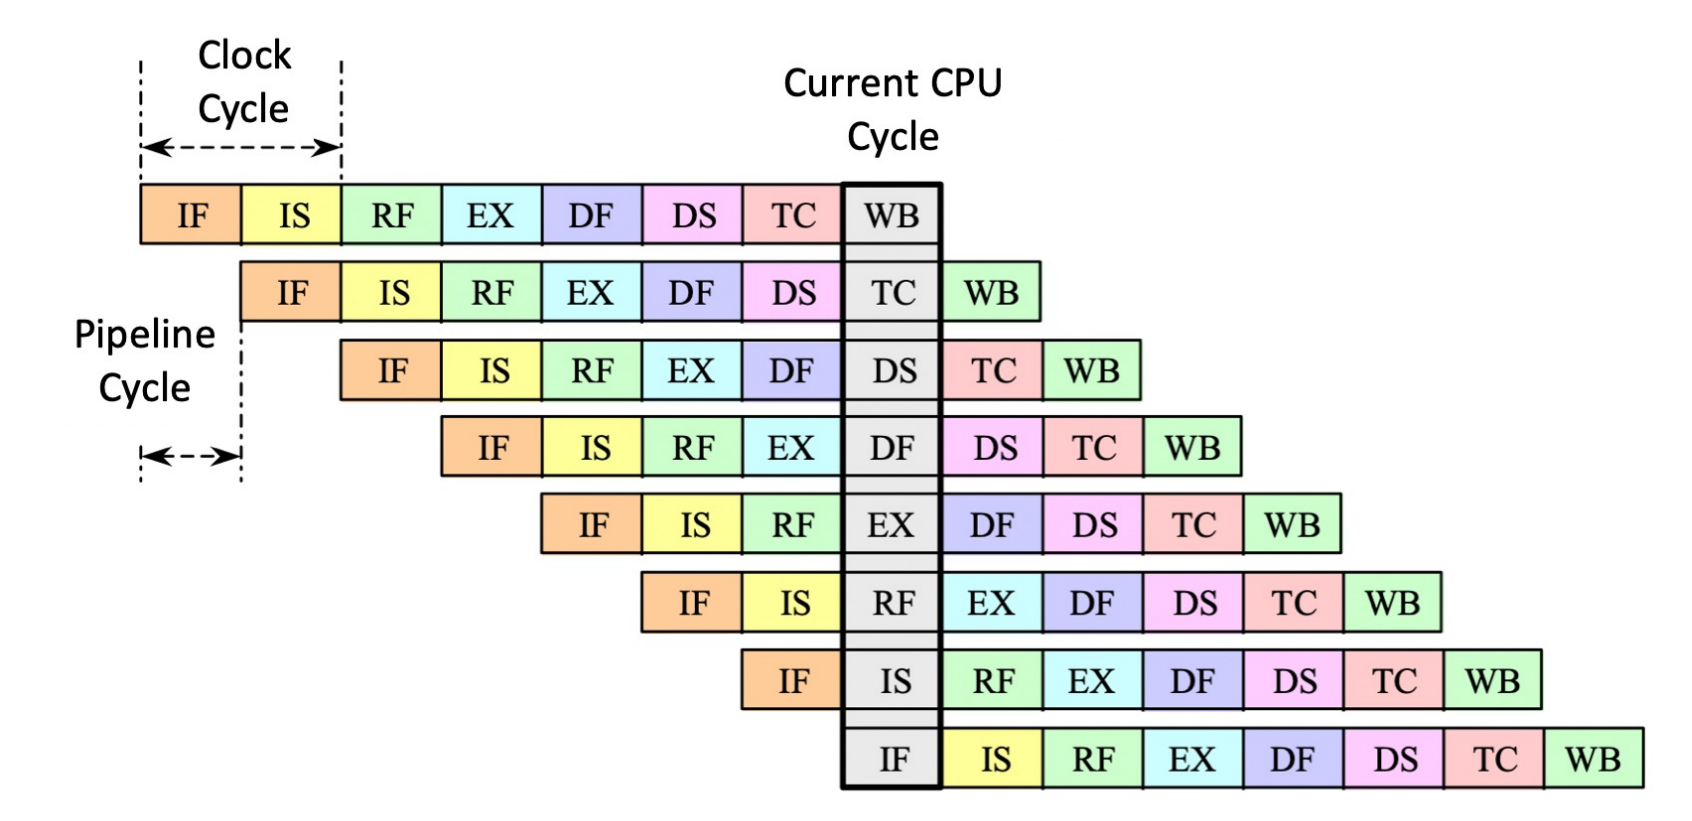 Clock
Cycle
Current CPU
Cycle
IF IS RF EX DF DS TC WB
IF IS RF EX DF DS TC WB
Pipeline
Cycle
IF IS RF EX DF DS TC WB
IF IS RF EX DF DS TC WB
IF IS RF EX DF DS TC WB
IF IS RF EX DF DS TC WB
IF IS RF EX DF DS TC WB
IF IS RF EX DF DS TC WB